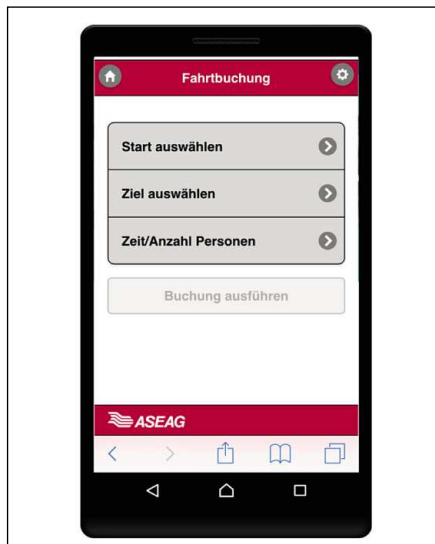 Fahrtbuchung
Start auswählen
Ziel auswählen
Zeit/Anzahl Personen
Buchung ausführen
ASEAG